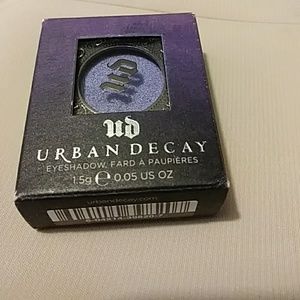 UD
URBAN DECAY
EYESHADOW, FARD À PAUPIÈRES
1.5g ℮ 0.05 US OZ
urbandecay.com